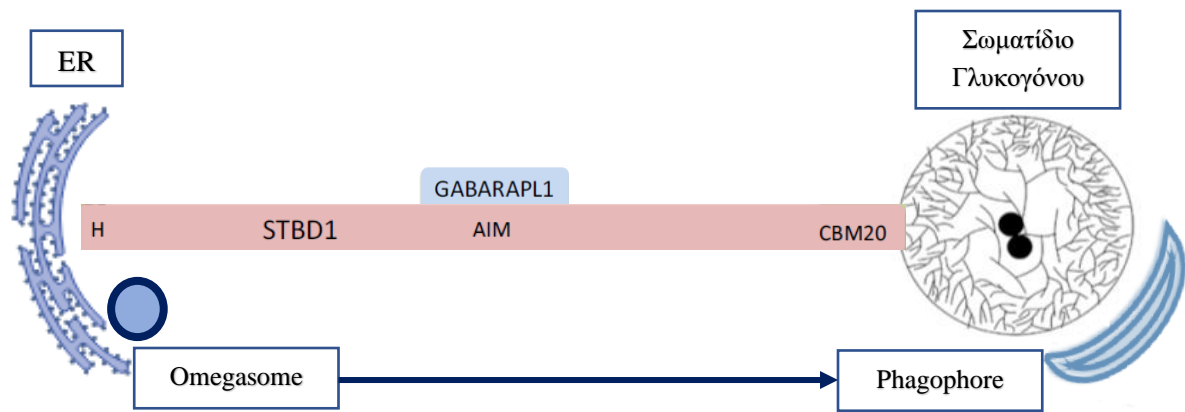 ER
Σωματίδιο
Γλυκογόνου
GABARAPL1
H STBD1 AIM CBM20
Omegasome
Phagophore